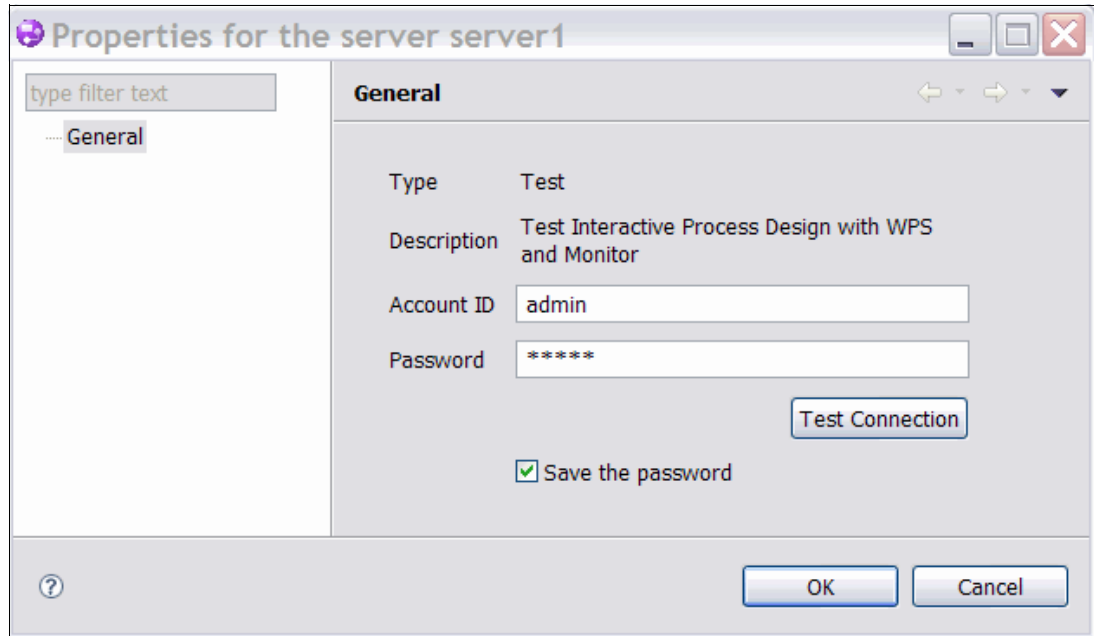 Properties for the server server1
type filter text
General
General
Type Test
Description Test Interactive Process Design with WPS
and Monitor
Account ID admin
Password *****
Test Connection
Save the password
?
OK Cancel